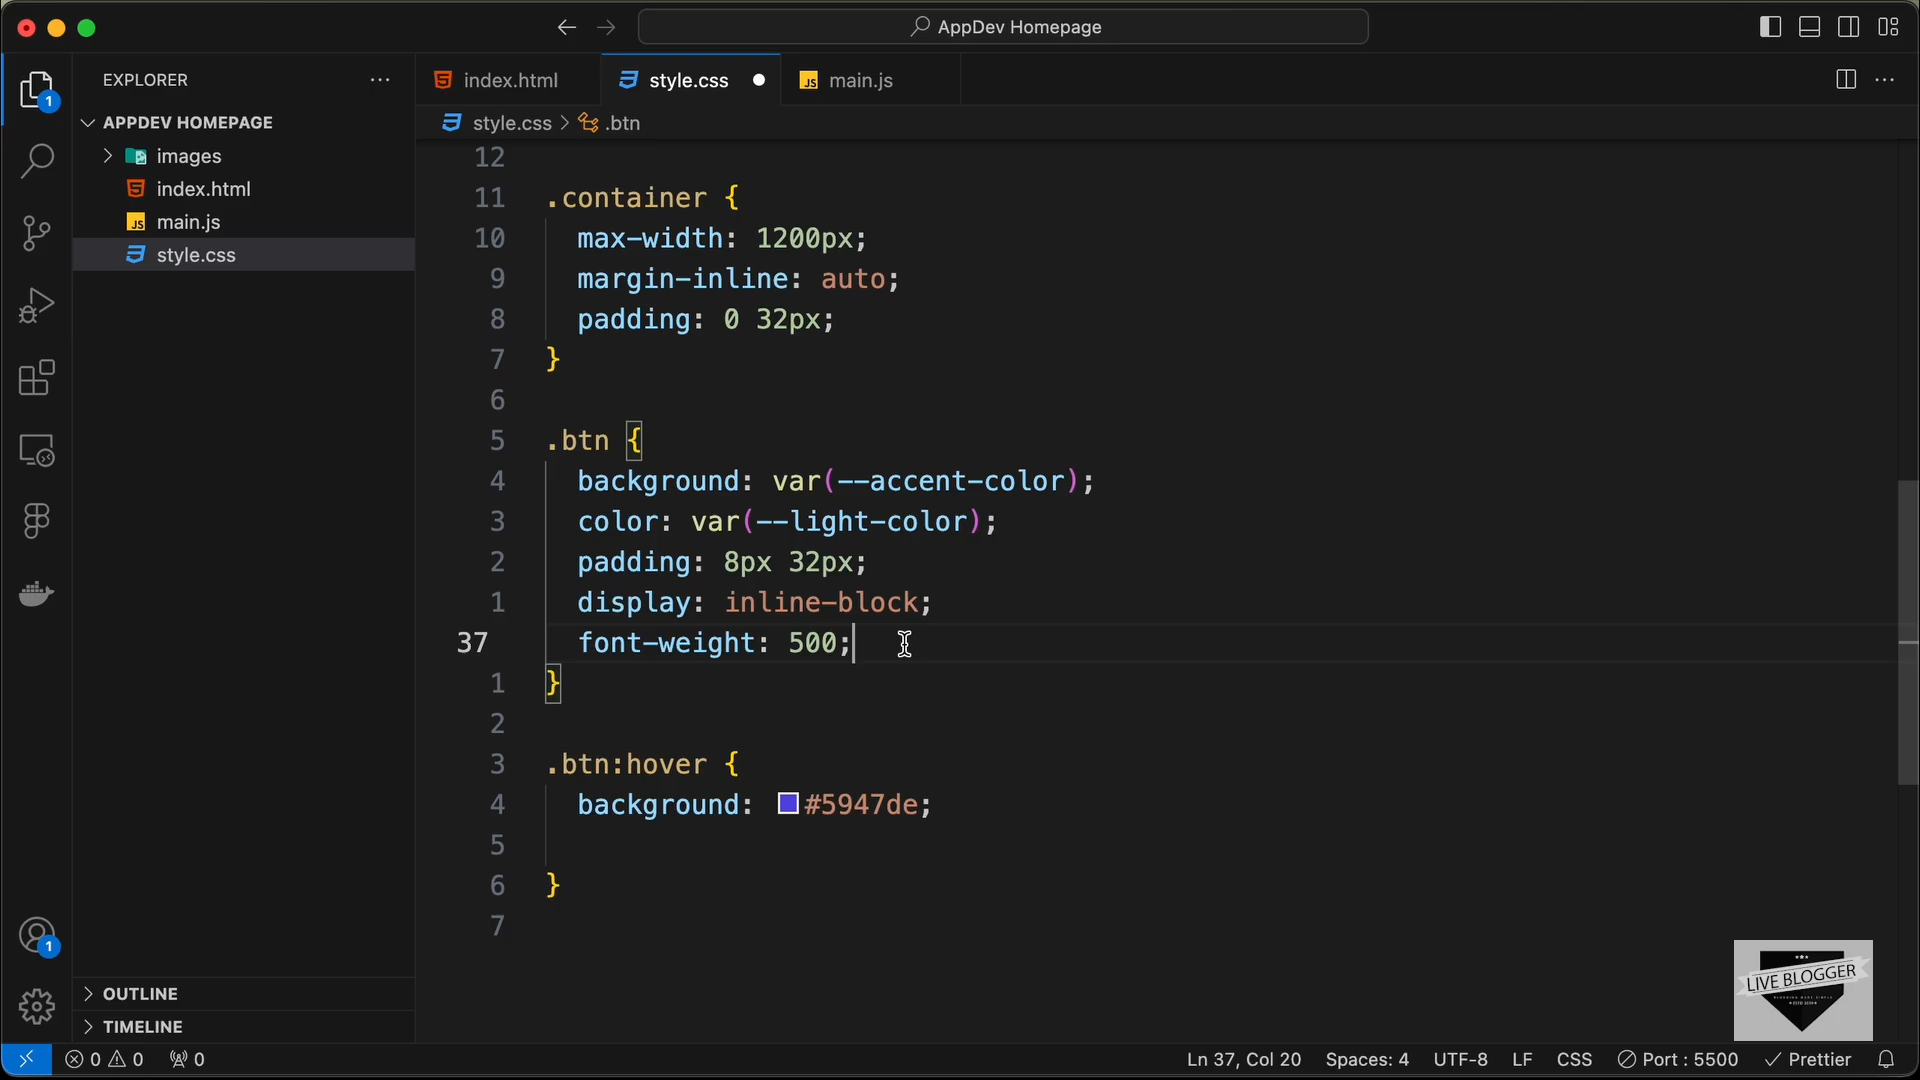 AppDev Homepage
EXPLORER
index.html
style.css
main.js
1
APPDEV HOMEPAGE
style.css > .btn
images
index.html
main.js
style.css
12
11 .container {
10 max-width: 1200px;
9 margin-inline: auto;
8 padding: 0 32px;
7 }
6
5 .btn {
4 background: var(--accent-color);
3 color: var(--light-color);
2 padding: 8px 32px;
1 display: inline-block;
37 font-weight: 500;
1 }
2
3 .btn:hover {
4 background: #5947de;
5
6 }
7
1
OUTLINE
TIMELINE
LIVE BLOGGER
0 0 0
Ln 37, Col 20 Spaces: 4 UTF-8 LF CSS Port : 5500 Prettier